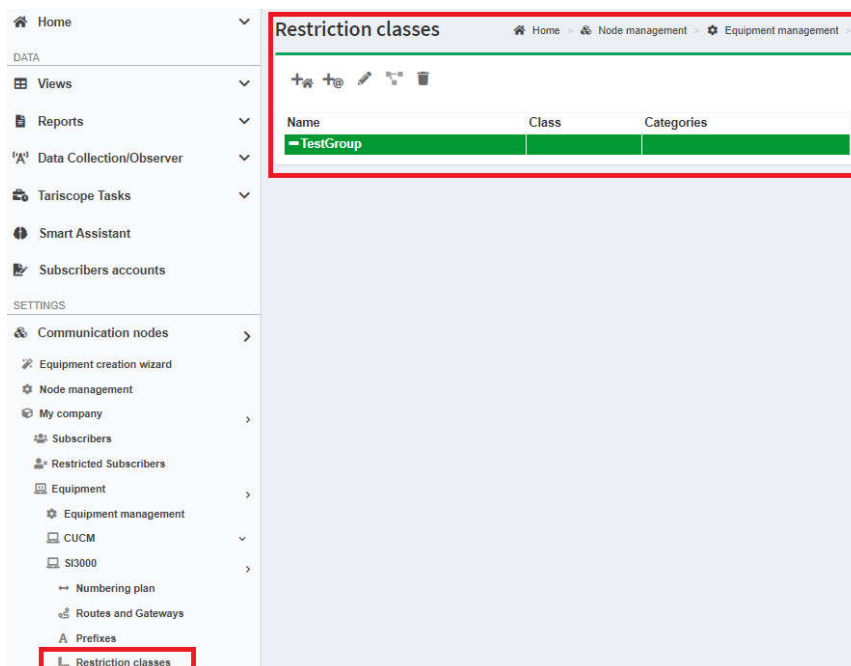 Home
DATA
Views
Reports
Data Collection/Observer
Tariscope Tasks
Smart Assistant
Subscribers accounts
SETTINGS
Communication nodes
Equipment creation wizard
Node management
My company
Subscribers
Restricted Subscribers
Equipment
Equipment management
CUCM
SI3000
Numbering plan
Routes and Gateways
Prefixes
Restriction classes
Restriction classes
Home > Node management > Equipment management >
Name Class Categories
TestGroup